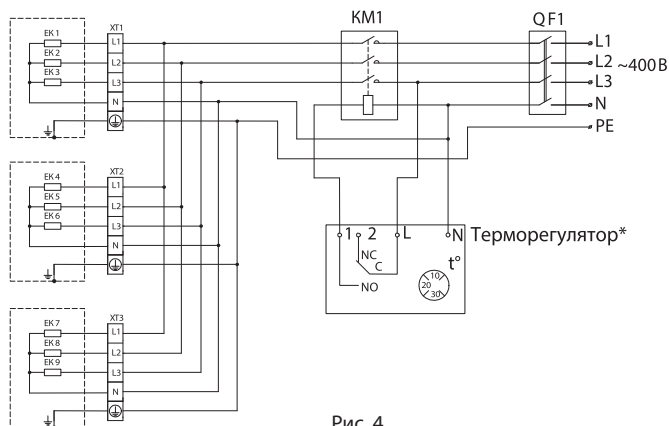 KM1
QF1
EK 1
XT1
L1
EK 2
L2
EK 3
L3
N
L1
L2 ~400 В
L3
N
PE
EK 4
XT2
L1
EK 5
L2
EK 6
L3
N
1 2 L N Терморегулятор*
NC
C
NO
t°
10
20
30
EK 7
XT3
L1
EK 8
L2
EK 9
L3
N
Рис. 4